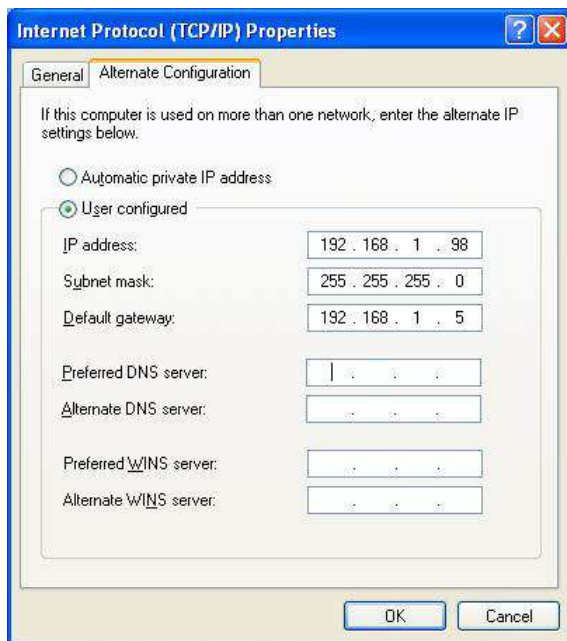 Internet Protocol (TCP/IP) Properties
General
Alternate Configuration
If this computer is used on more than one network, enter the alternate IP
settings below.
Automatic private IP address
User configured
IP address: 192 . 168 . 1 . 98
Subnet mask: 255 . 255 . 255 . 0
Default gateway: 192 . 168 . 1 . 5
Preferred DNS server: . . .
Alternate DNS server: . . .
Preferred WINS server: . . .
Alternate WINS server: . . .
OK
Cancel